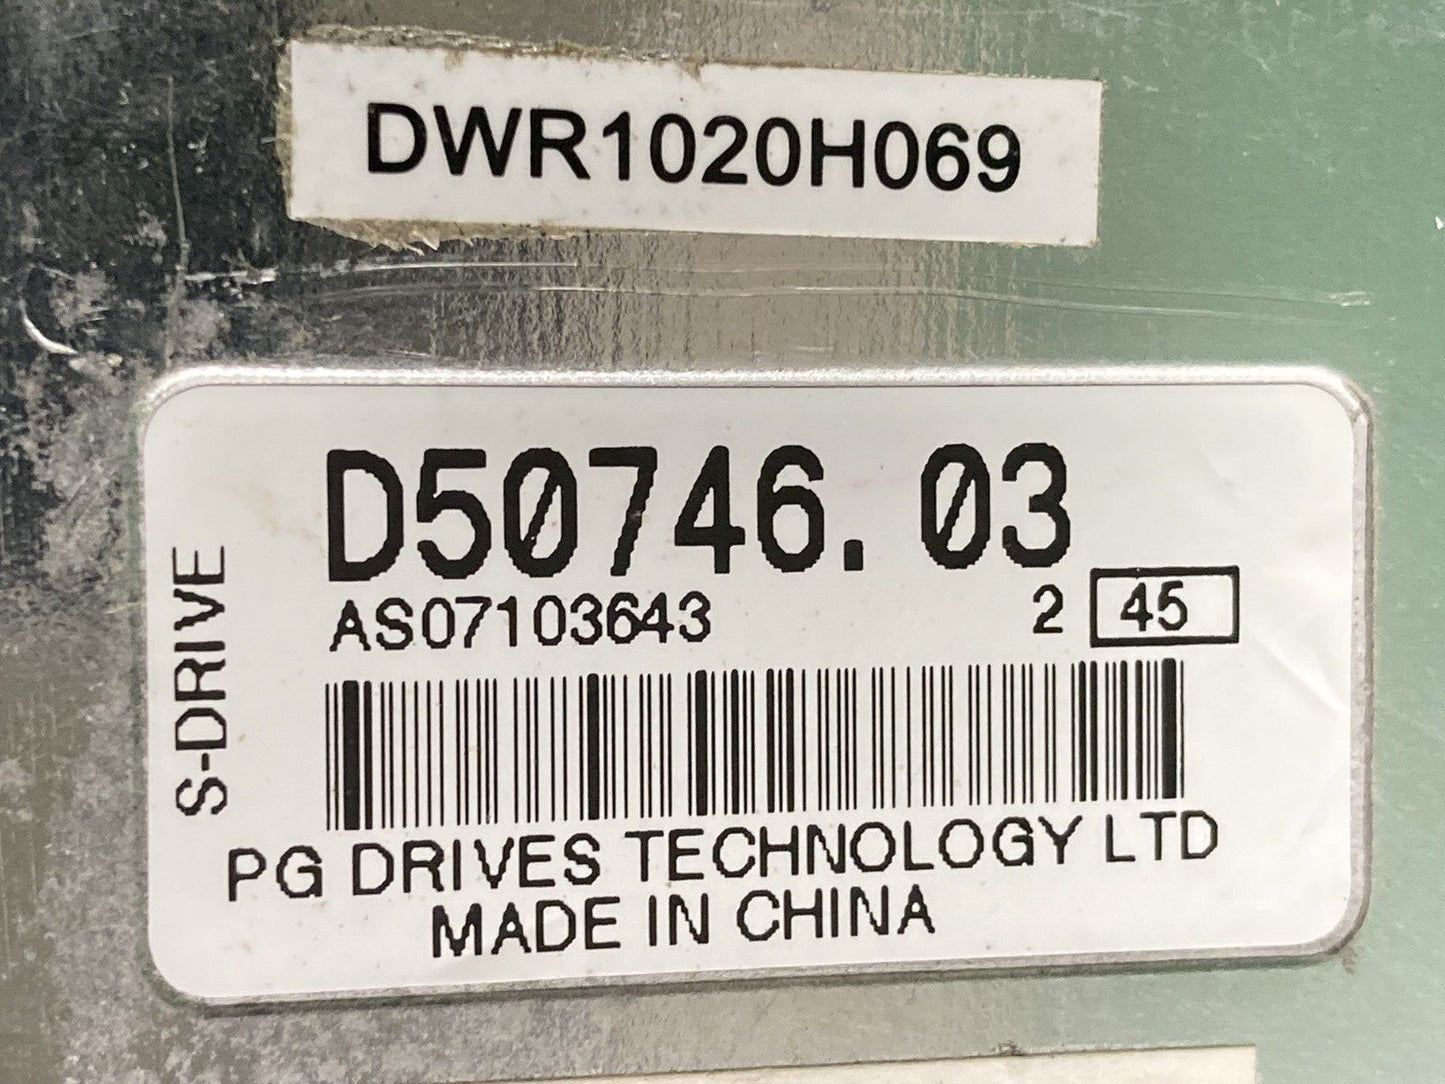 DWR1020H069
D50746.03
AS07103643 2 45
S-DRIVE
PG DRIVES TECHNOLOGY LTD
MADE IN CHINA